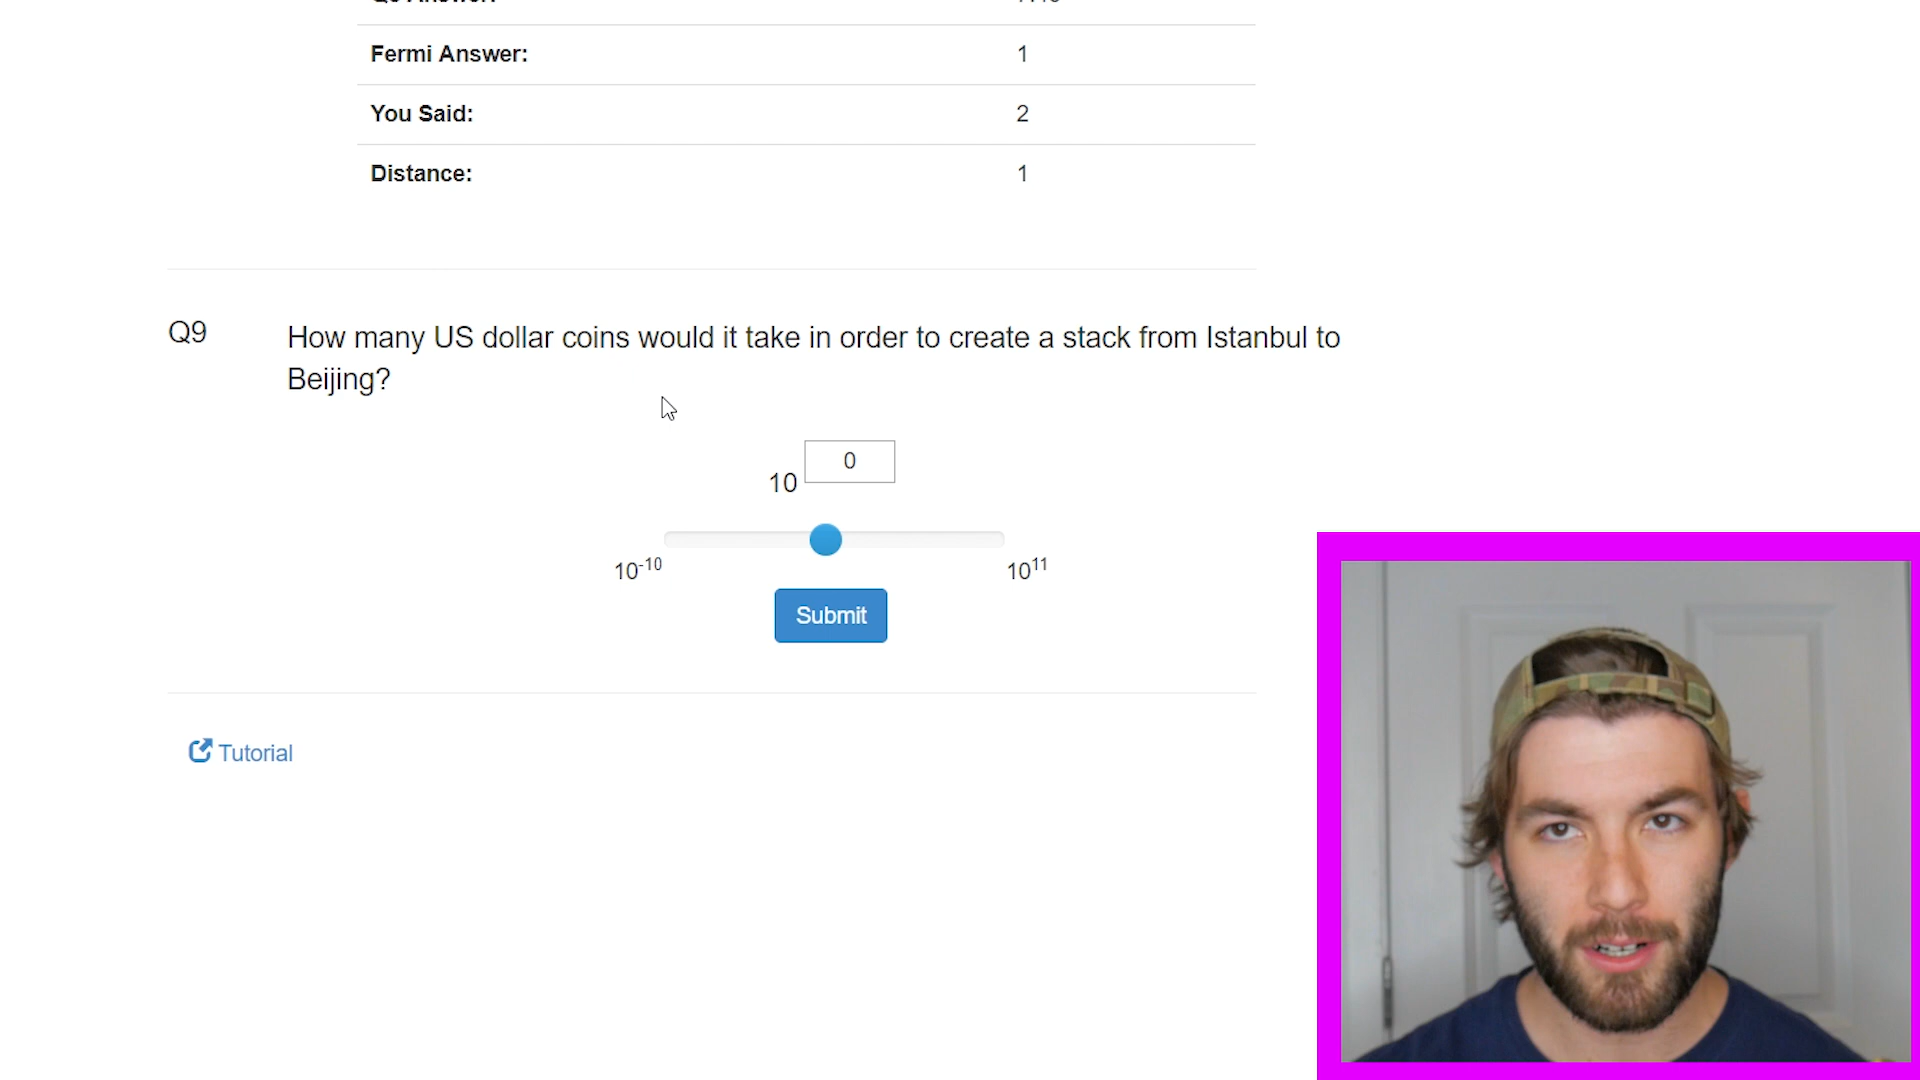 Fermi Answer: 1
You Said: 2
Distance: 1
Q9 How many US dollar coins would it take in order to create a stack from Istanbul to
Beijing?
10 0
10-10 1011
Submit
Tutorial